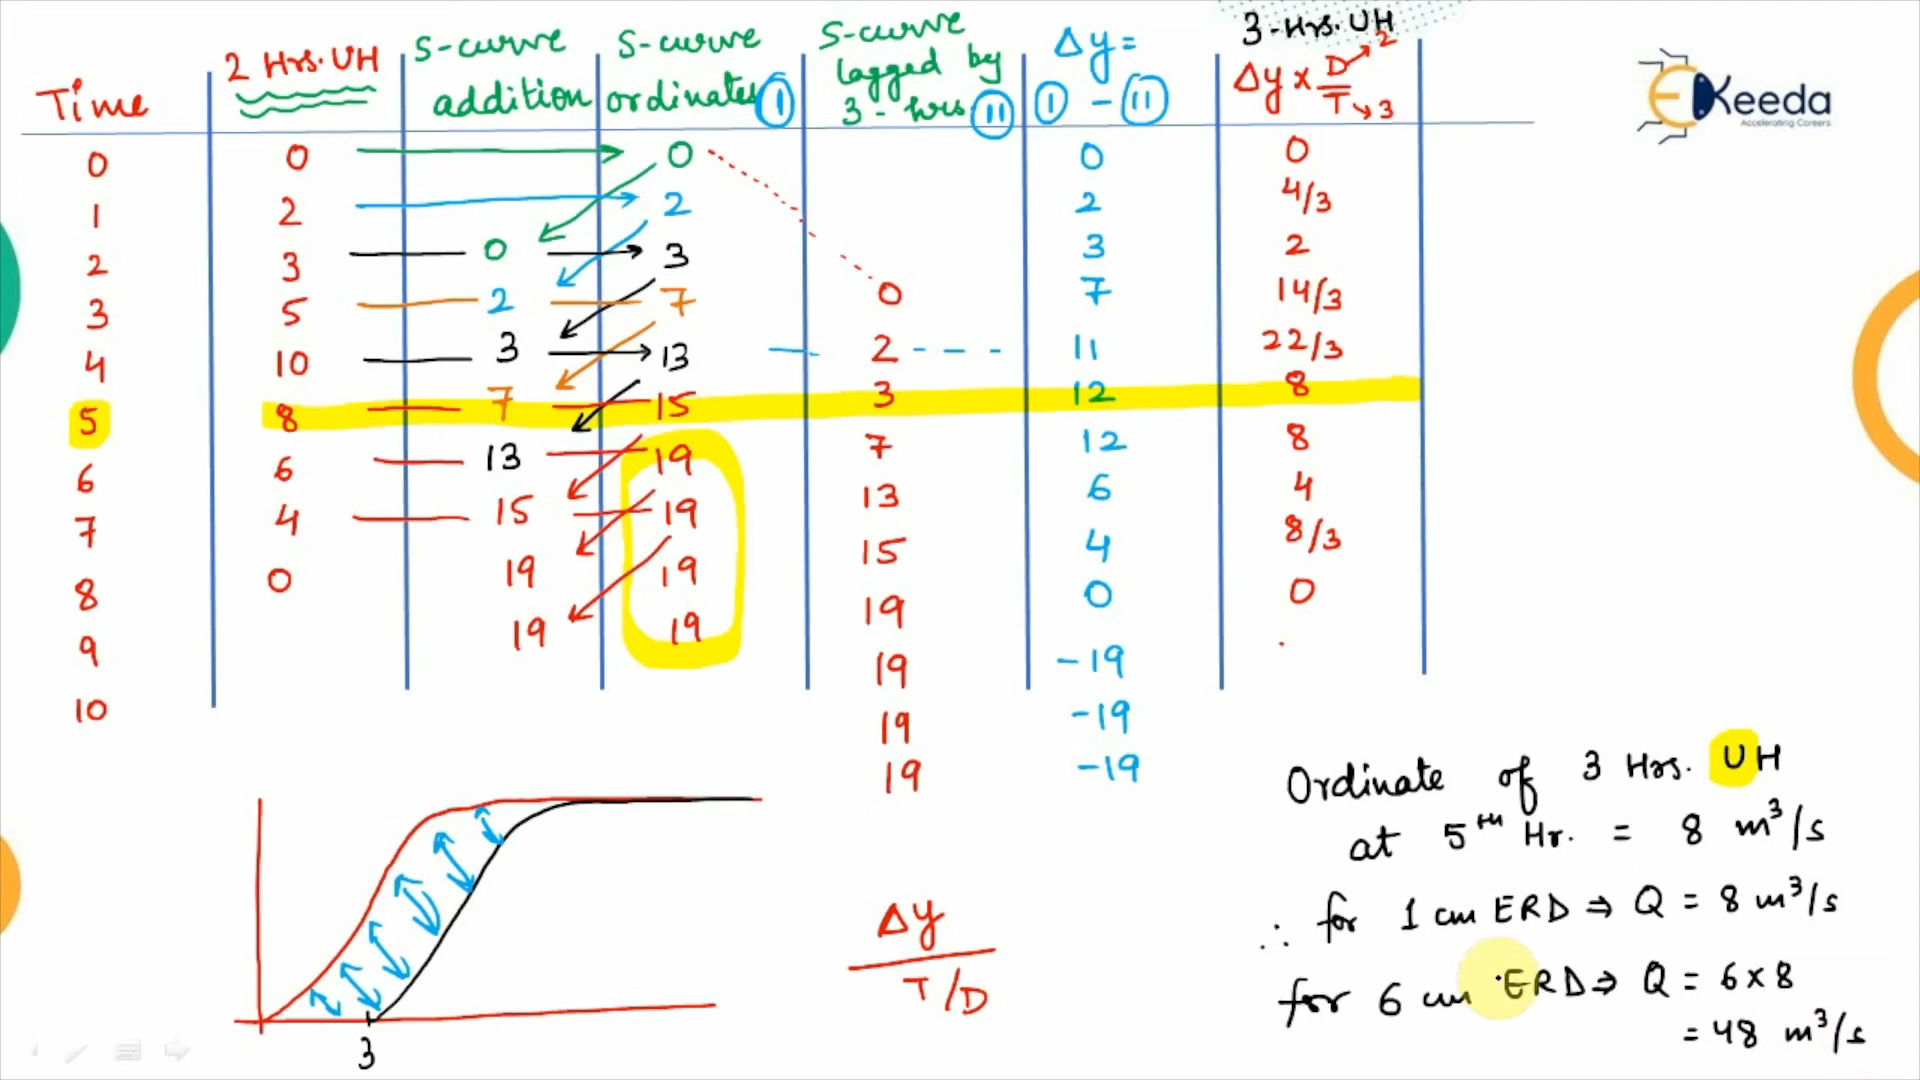 Time
2 Hrs. UH
S-curve addition
S-curve ordinates I
S-curve lagged by 3-hrs. II
Δy = I - II
3-Hrs. UH
Δy × D/T → 2 → 3
Keeda
Accelerating Careers
0 0 0 0 0
1 2 2 2 4/3
2 3 0 3 3 2
3 5 2 7 0 7 14/3
4 10 3 13 2 11 22/3
5 8 7 15 3 12 8
6 6 13 19 7 12 8
7 4 15 19 13 6 4
8 0 19 19 15 4 8/3
9 19 19 19 0 0
10 19 -19
19 -19
19 -19
3
Δy
T/D
Ordinate of 3 Hrs. UH
at 5th Hr. = 8 m³/s
∴ for 1 cm ERD ⇒ Q = 8 m³/s
for 6 cm ERD ⇒ Q = 6×8
= 48 m³/s